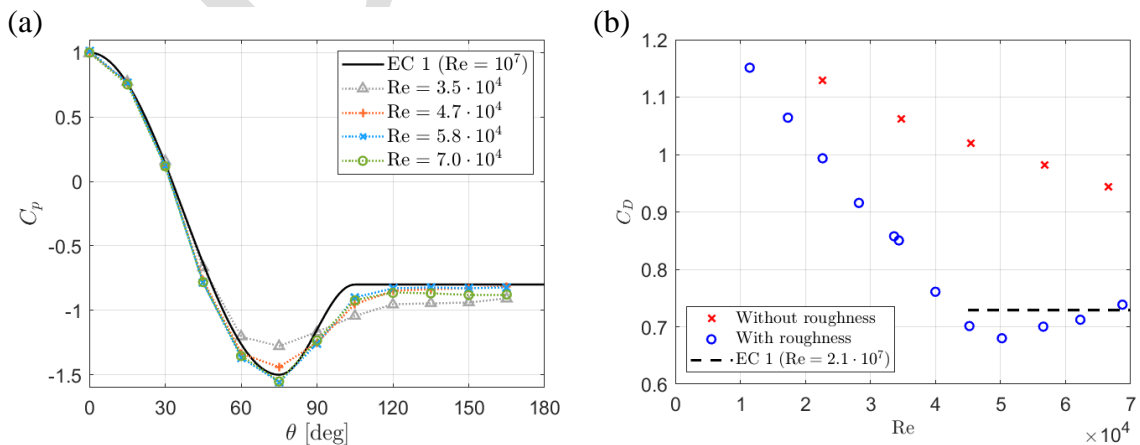 (a)
C_p
1
0.5
0
-0.5
-1
-1.5
0 30 60 90 120 150 180
θ [deg]
EC 1 (Re = 10^7)
Re = 3.5 · 10^4
Re = 4.7 · 10^4
Re = 5.8 · 10^4
Re = 7.0 · 10^4
(b)
C_D
1.2
1.1
1
0.9
0.8
0.7
0.6
0 1 2 3 4 5 6 7
×10^4
Re
Without roughness
With roughness
EC 1 (Re = 2.1 · 10^7)